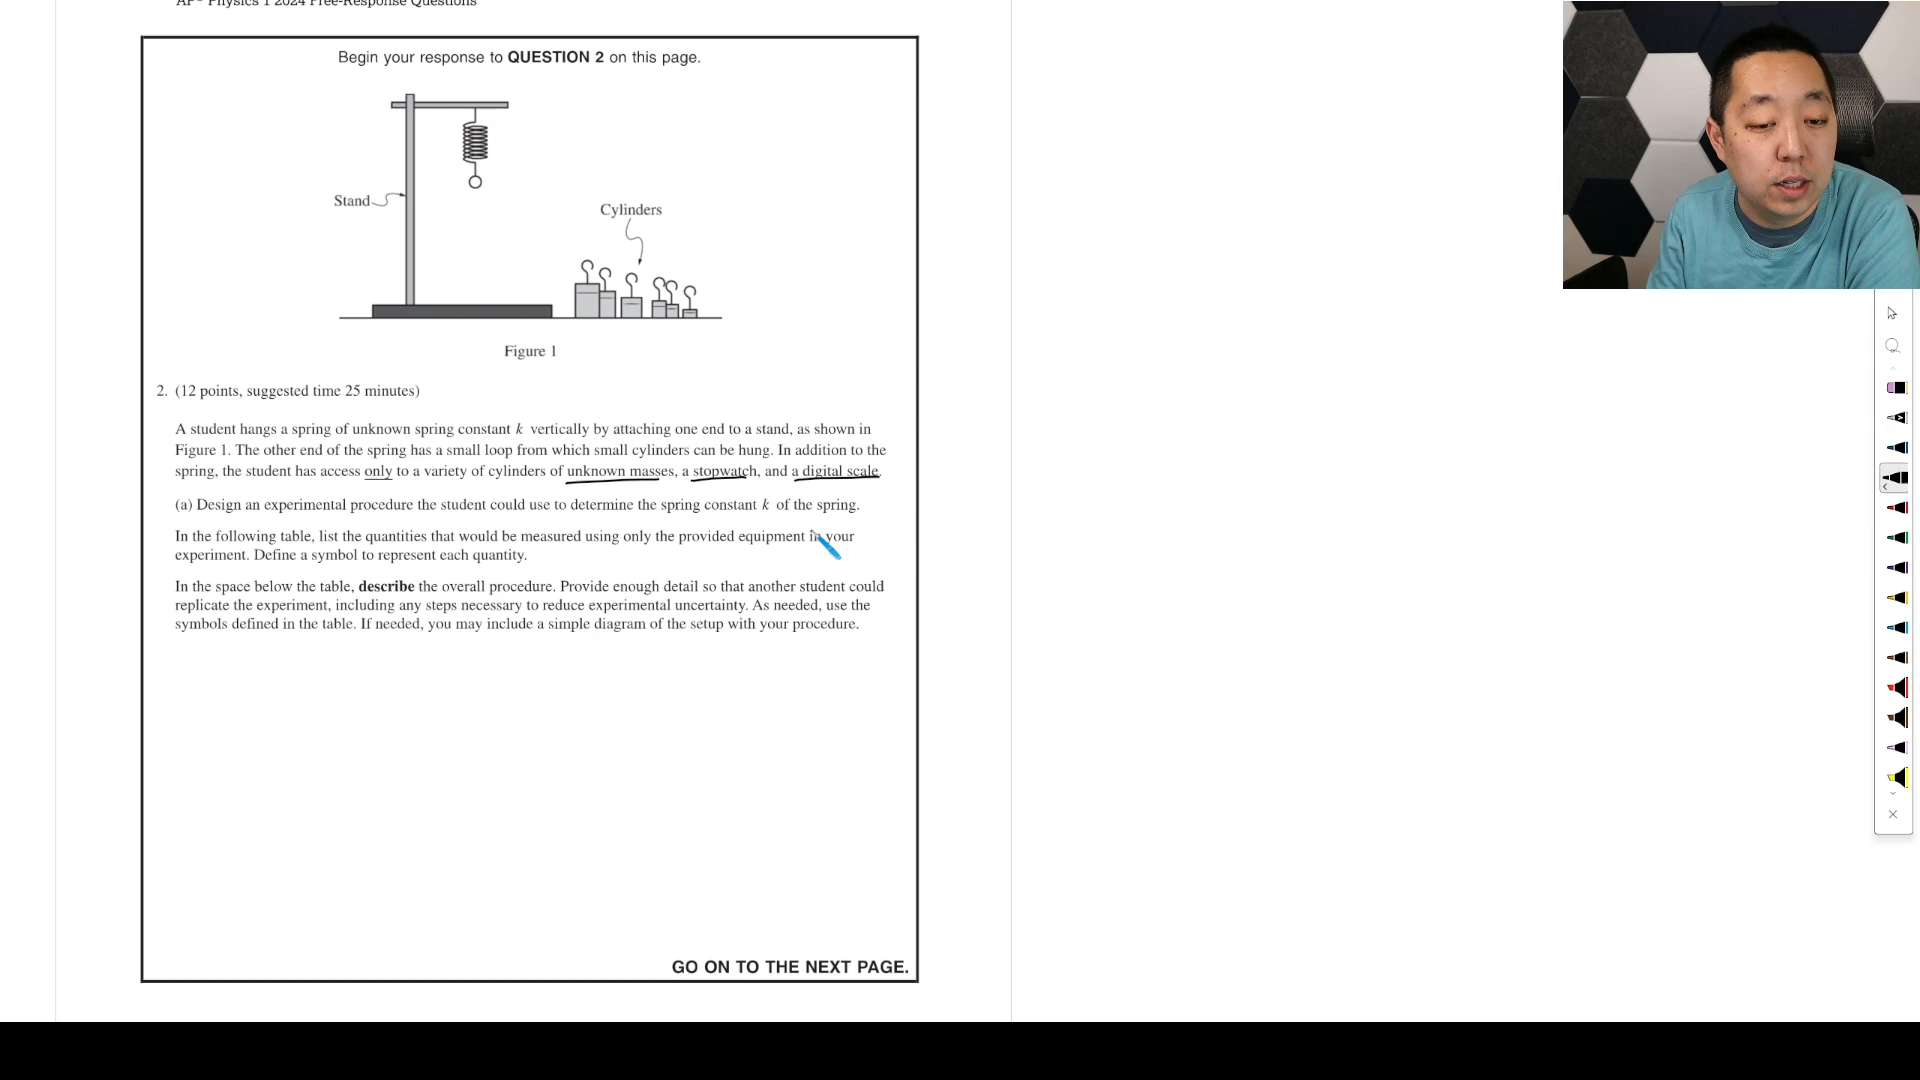 AP® Physics 1 2024 Free-Response Questions
Begin your response to QUESTION 2 on this page.
Stand
Cylinders
Figure 1
2. (12 points, suggested time 25 minutes)
A student hangs a spring of unknown spring constant k vertically by attaching one end to a stand, as shown in
Figure 1. The other end of the spring has a small loop from which small cylinders can be hung. In addition to the
spring, the student has access only to a variety of cylinders of unknown masses, a stopwatch, and a digital scale.
(a) Design an experimental procedure the student could use to determine the spring constant k of the spring.
In the following table, list the quantities that would be measured using only the provided equipment in your
experiment. Define a symbol to represent each quantity.
In the space below the table, describe the overall procedure. Provide enough detail so that another student could
replicate the experiment, including any steps necessary to reduce experimental uncertainty. As needed, use the
symbols defined in the table. If needed, you may include a simple diagram of the setup with your procedure.
GO ON TO THE NEXT PAGE.